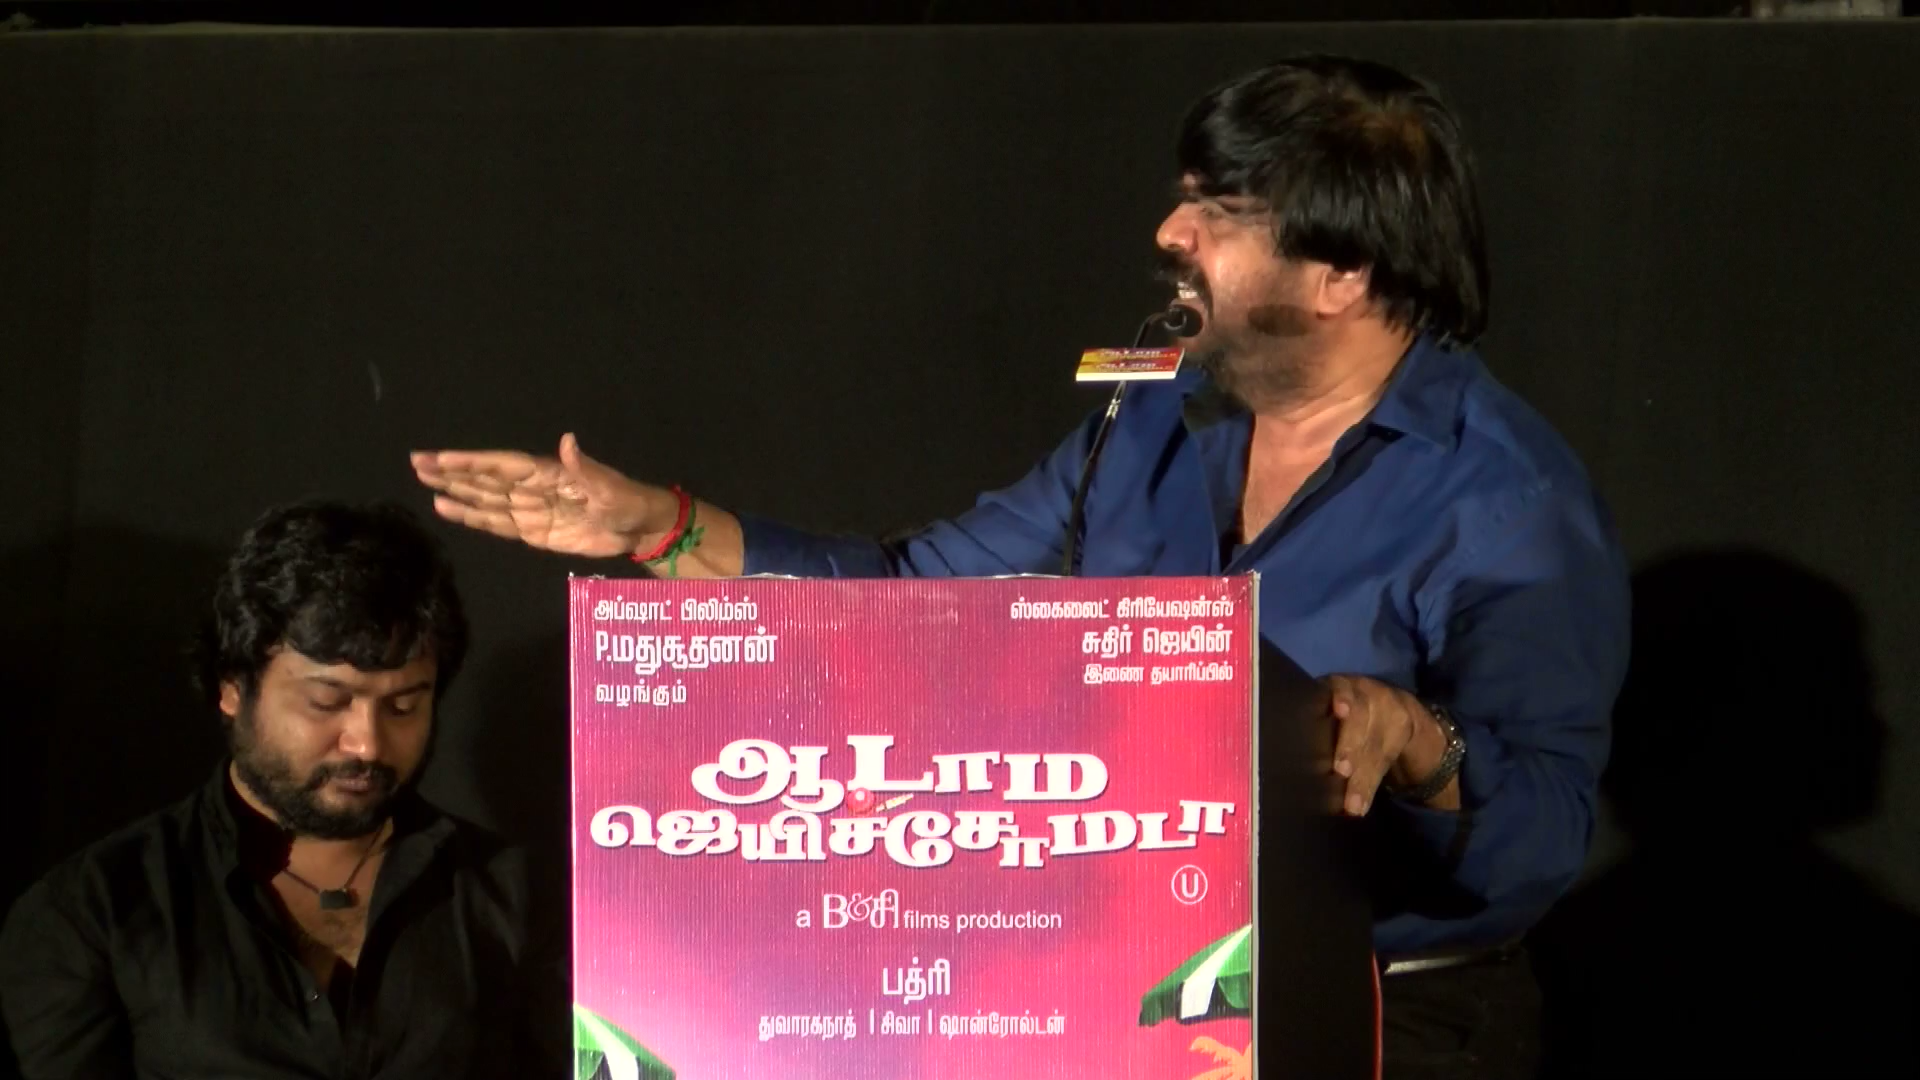 அப்ஷாட் பிலிம்ஸ்
P.மதுசூதனன்
வழங்கும்
ஸ்கைலைட் கிரியேஷன்ஸ்
சுதிர் ஜெயின்
இணை தயாரிப்பில்
ஆடாம
ஜெயிச்சோமடா
U
a B&C films production
பத்ரி
துவாரகநாத் | சிவா | ஷான்ரோல்டன்